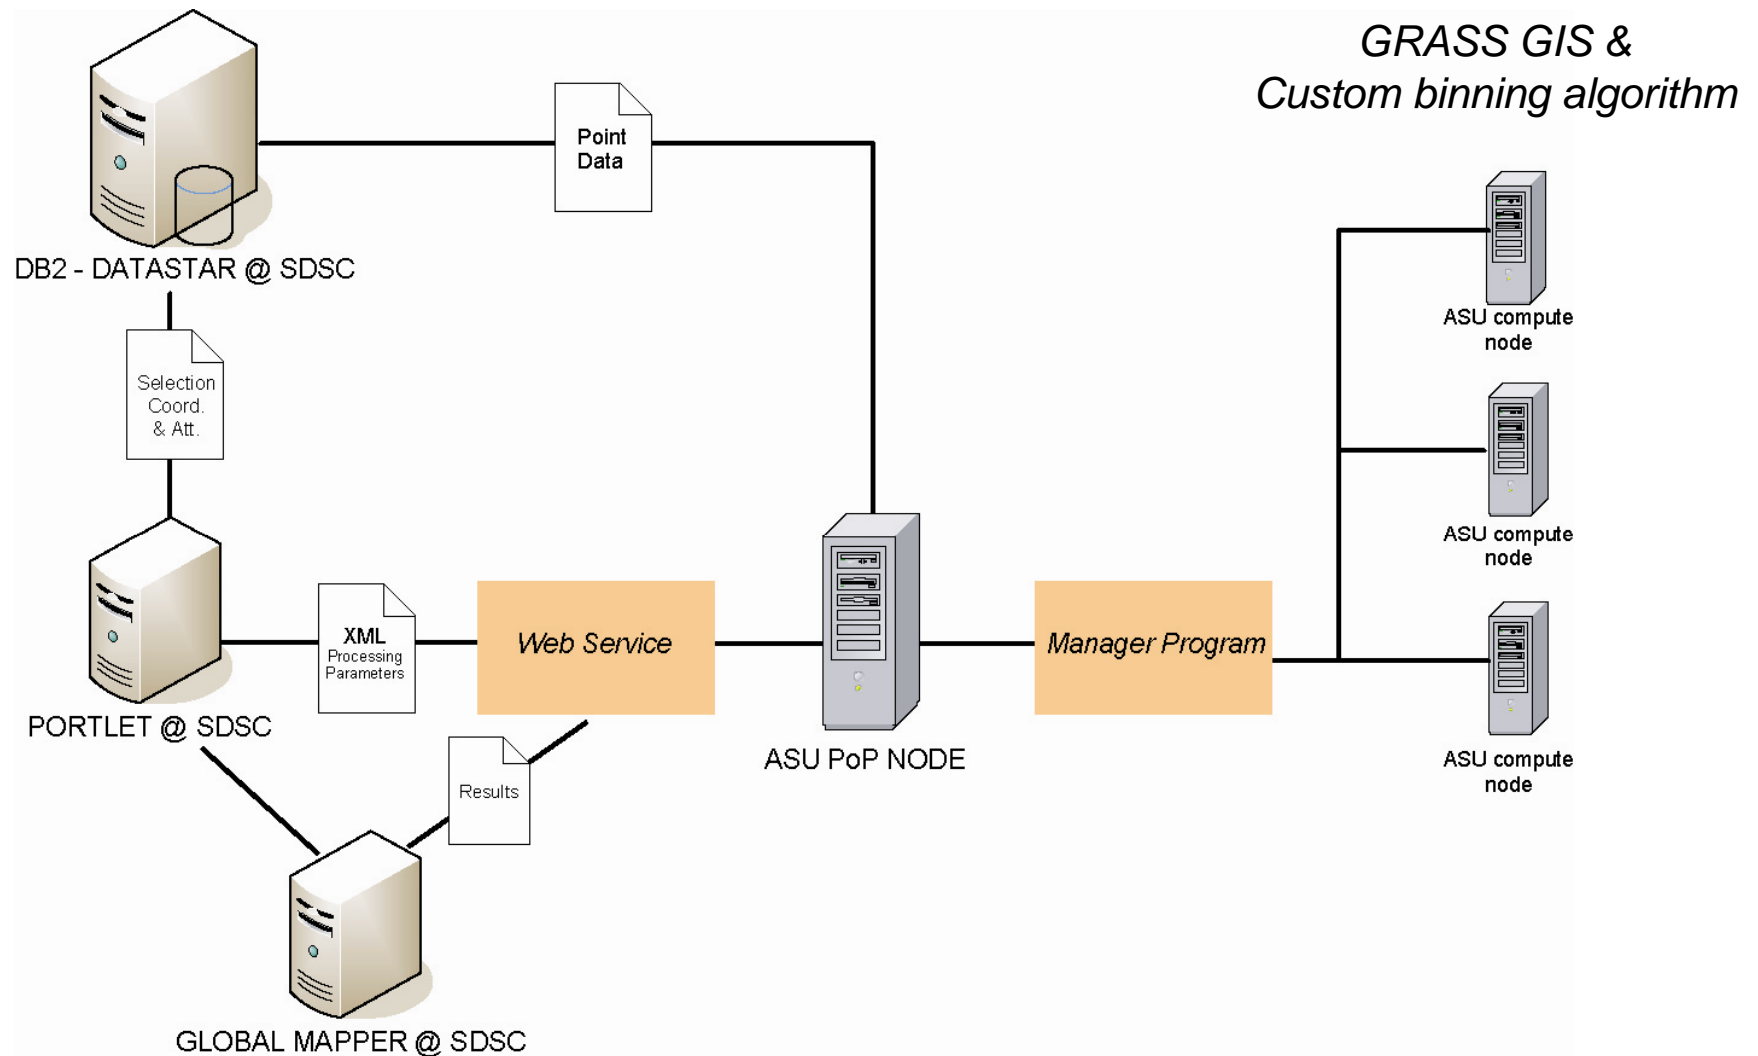 GRASS GIS &
Custom binning algorithm
Point
Data
DB2 - DATASTAR @ SDSC
Selection
Coord.
& Att.
ASU compute
node
ASU compute
node
XML
Processing
Parameters
Web Service
Manager Program
PORTLET @ SDSC
ASU PoP NODE
ASU compute
node
Results
GLOBAL MAPPER @ SDSC